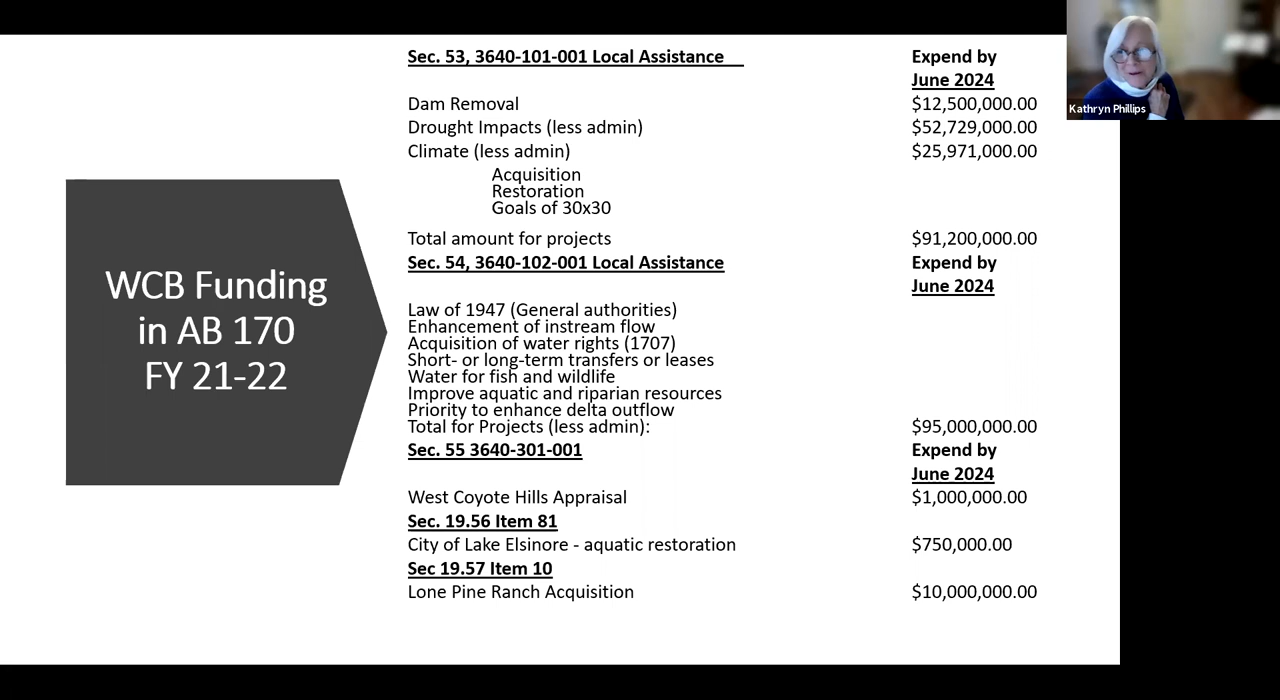 Sec. 53, 3640-101-001 Local Assistance Expend by
June 2024
Dam Removal $12,500,000.00
Drought Impacts (less admin) $52,729,000.00
Climate (less admin) $25,971,000.00
Acquisition
Restoration
Goals of 30x30
Total amount for projects $91,200,000.00
Sec. 54, 3640-102-001 Local Assistance Expend by
June 2024
Law of 1947 (General authorities)
Enhancement of instream flow
Acquisition of water rights (1707)
Short- or long-term transfers or leases
Water for fish and wildlife
Improve aquatic and riparian resources
Priority to enhance delta outflow
Total for Projects (less admin): $95,000,000.00
Sec. 55 3640-301-001 Expend by
June 2024
West Coyote Hills Appraisal $1,000,000.00
Sec. 19.56 Item 81
City of Lake Elsinore - aquatic restoration $750,000.00
Sec 19.57 Item 10
Lone Pine Ranch Acquisition $10,000,000.00
WCB Funding
in AB 170
FY 21-22
Kathryn Phillips